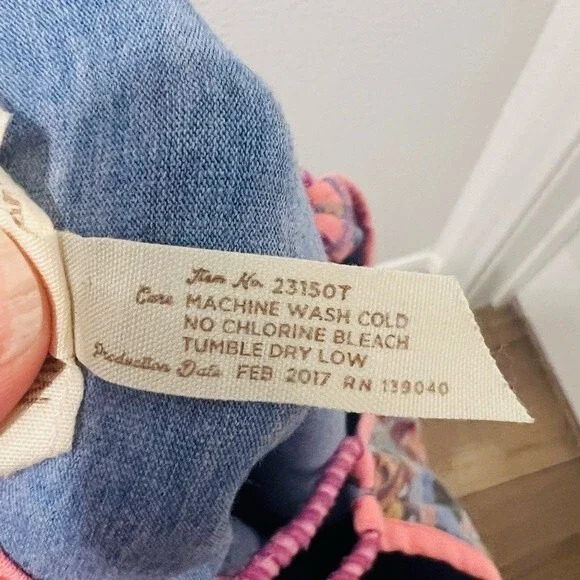 Item No. 23150T
Care MACHINE WASH COLD
NO CHLORINE BLEACH
TUMBLE DRY LOW
Production Date FEB 2017 RN 139040